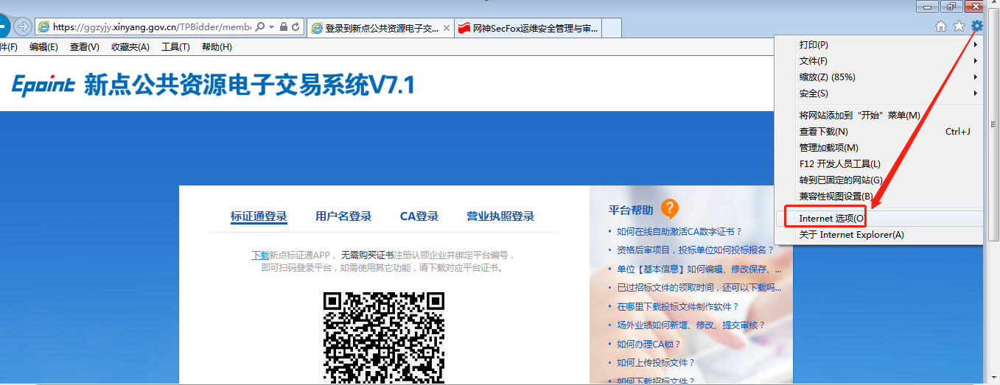 https://ggzyjy.xinyang.gov.cn/TPBidder/memb
登录到新点公共资源电子交...
网神SecFox运维安全管理与审...
件(F) 编辑(E) 查看(V) 收藏夹(A) 工具(T) 帮助(H)
Epoint 新点公共资源电子交易系统V7.1
标证通登录 用户名登录 CA登录 营业执照登录
下载新点标证通APP， 无需购买证书注册认领企业并绑定平台编号，
即可扫码登录平台，如需使用其它功能，请下载对应平台证书。
平台帮助 ?
· 如何在线自助激活CA数字证书？
· 资格后审项目，投标单位如何投标报名？
· 单位【基本信息】如何编辑、修改保存、...
· 已过招标文件的领取时间，还可以下载吗...
· 在哪里下载投标文件制作软件？
· 场外业绩如何新增、修改、提交审核？
· 如何办理CA锁？
· 如何上传投标文件？
· 如何下载招标文件？
打印(P)
文件(F)
缩放(Z) (85%)
安全(S)
将网站添加到“开始”菜单(M)
查看下载(N) Ctrl+J
管理加载项(M)
F12 开发人员工具(L)
转到已固定的网站(G)
兼容性视图设置(B)
Internet 选项(O)
关于 Internet Explorer(A)